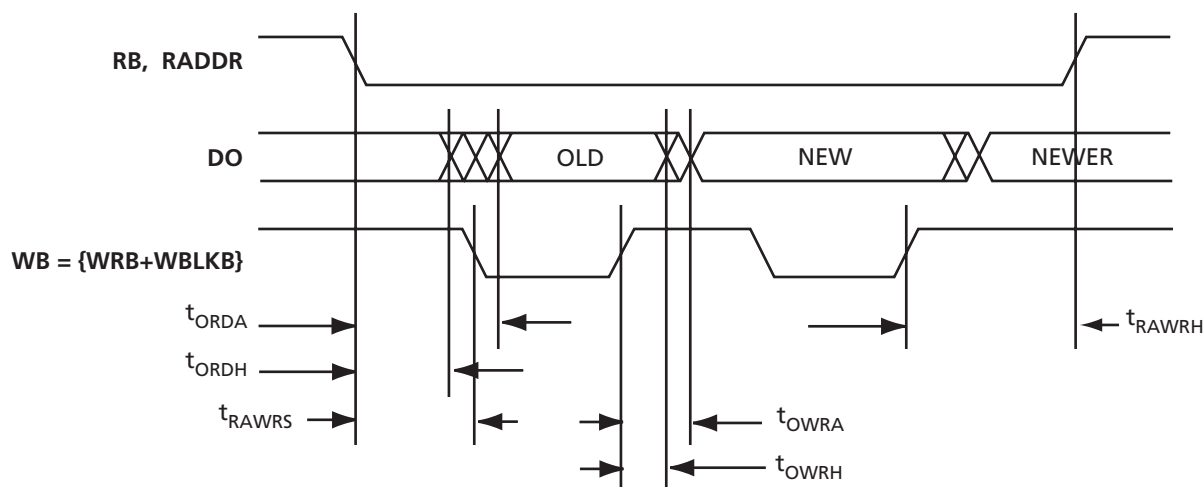 RB, RADDR
DO
OLD
NEW
NEWER
WB = {WRB+WBLKB}
tORDA
tRAWRH
tORDH
tRAWRS
tOWRA
tOWRH